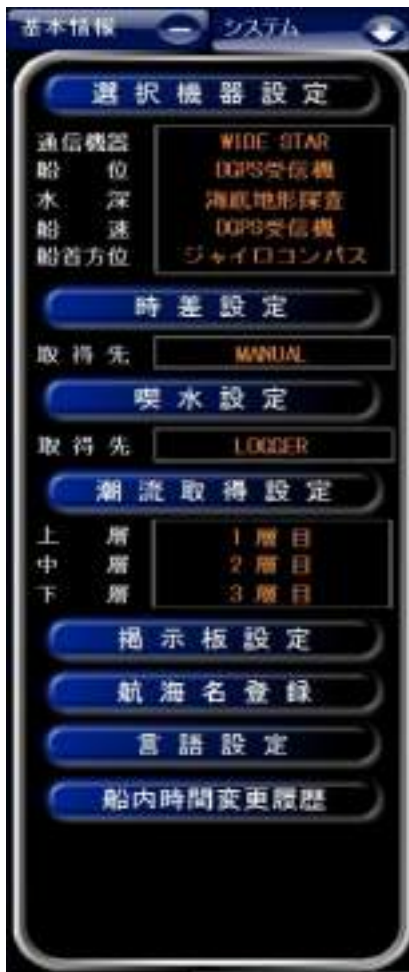 基本情報 システム
選択機器設定
通信機器 WIDE STAR
船位 DGPS受信機
水深 海底地形探査
船速 DGPS受信機
船首方位 ジャイロコンパス
時差設定
取得先 MANUAL
喫水設定
取得先 LOGGER
潮流取得設定
上層 1層目
中層 2層目
下層 3層目
掲示板設定
航海名登録
言語設定
船内時間変更履歴